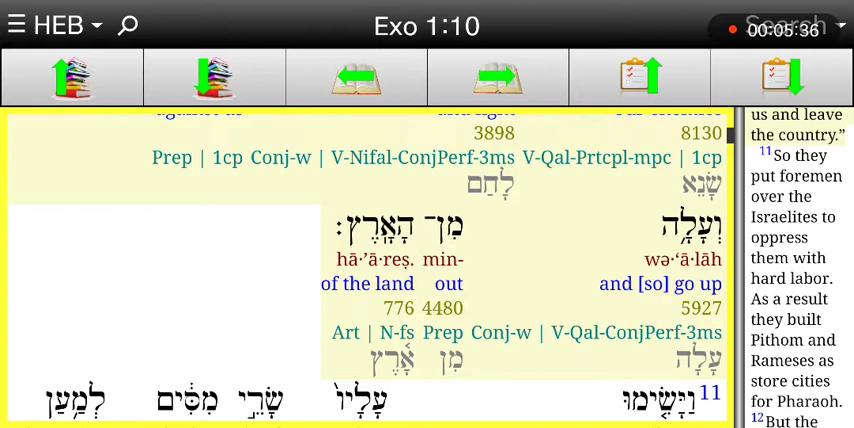 ☰ HEB Exo 1:10 Search
00:05:36
3898 8130
Prep | 1cp Conj-w | V-Nifal-ConjPerf-3ms V-Qal-Prtcpl-mpc | 1cp
שָׂנֵא לָחַם
וְעָלָ֥ה מִן־ הָאָֽרֶץ׃
hā·’ā·reṣ. min- wə·‘ā·lāh
of the land out and [so] go up
776 4480 5927
Art | N-fs Prep Conj-w | V-Qal-ConjPerf-3ms
עָלָה מִן אֶ֫רֶץ
11 וַיָּשִׂ֤ימוּ עָלָיו֙ שָׂרֵ֣י מִסִּ֔ים לְמַ֥עַן
us and leave
the country.”
11So they
put foremen
over the
Israelites to
oppress
them with
hard labor.
As a result
they built
Pithom and
Rameses as
store cities
for Pharaoh.
12But the